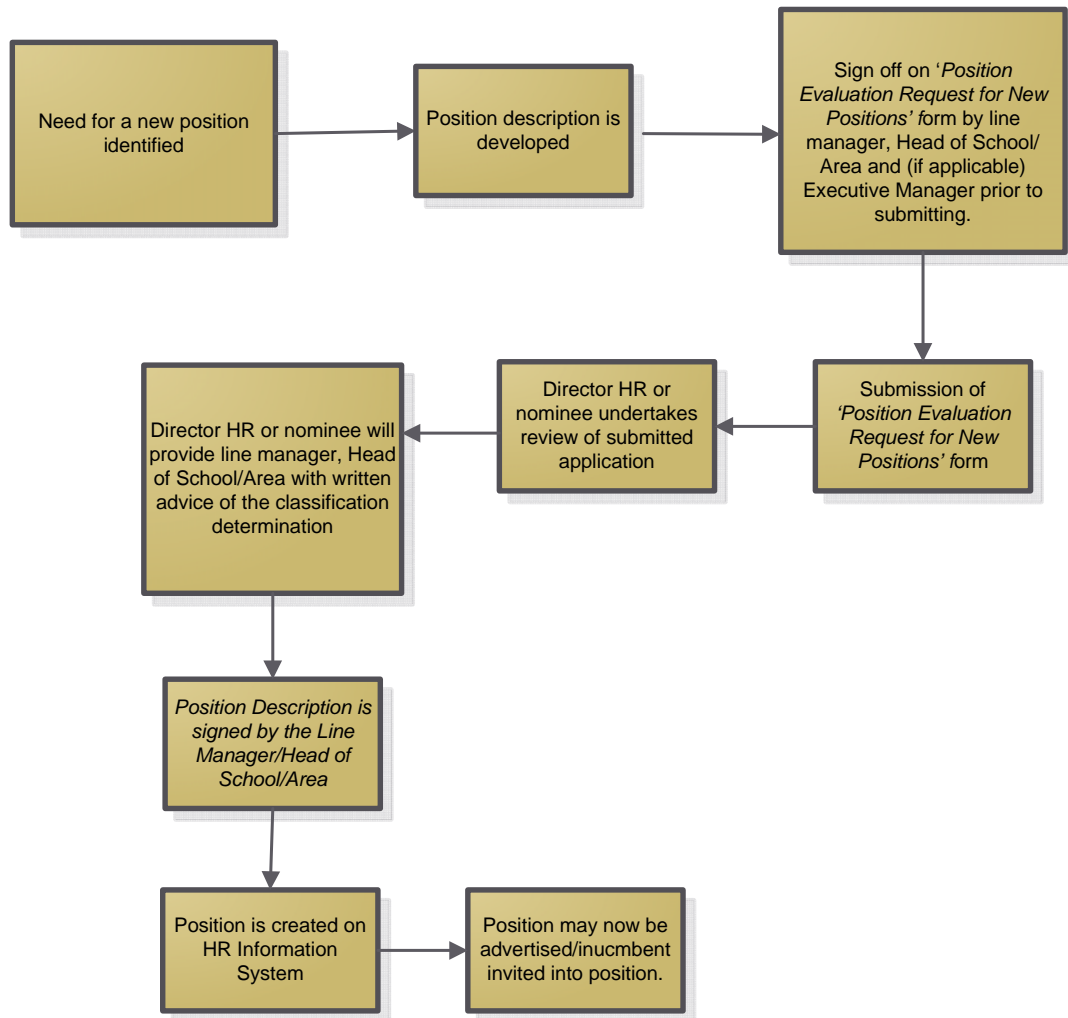 Need for a new position
identified
Position description is
developed
Sign off on ‘Position
Evaluation Request for New
Positions’ form by line
manager, Head of School/
Area and (if applicable)
Executive Manager prior to
submitting.
Submission of
‘Position Evaluation
Request for New
Positions’ form
Director HR or
nominee undertakes
review of submitted
application
Director HR or nominee will
provide line manager, Head
of School/Area with written
advice of the classification
determination
Position Description is
signed by the Line
Manager/Head of
School/Area
Position is created on
HR Information
System
Position may now be
advertised/inucmbent
invited into position.